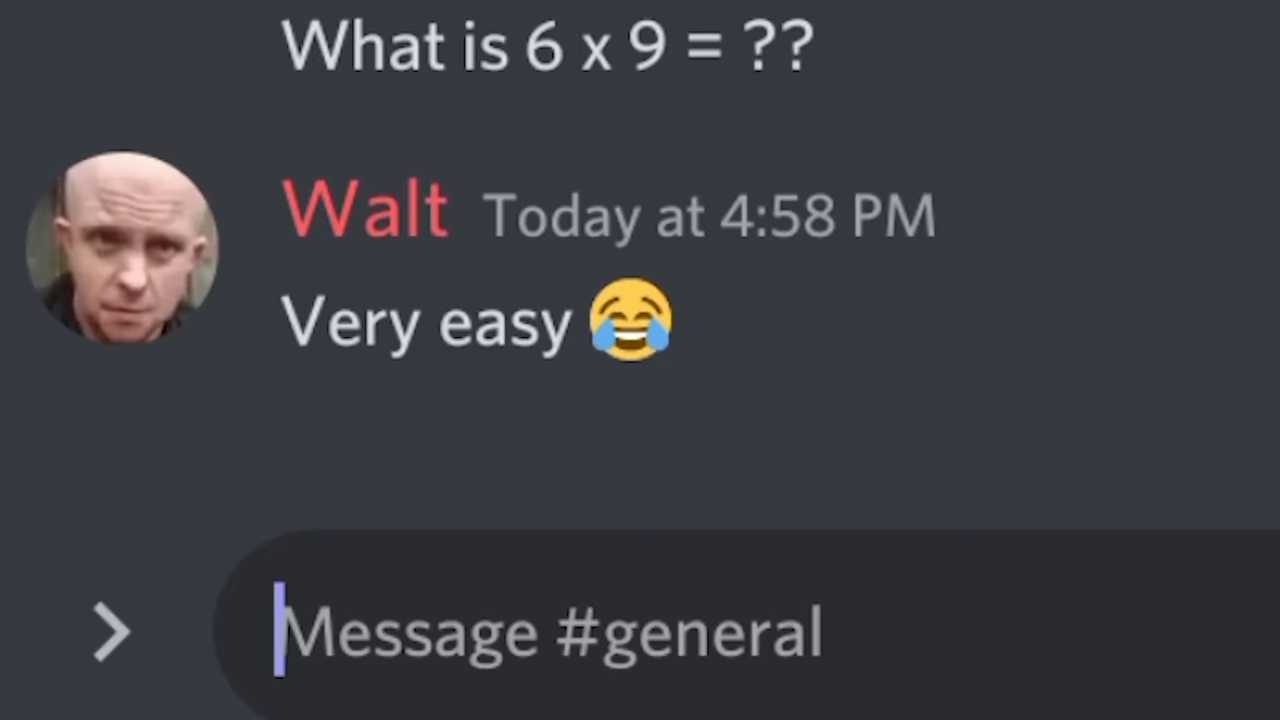 What is 6 x 9 = ??
Walt Today at 4:58 PM
Very easy 😂
Message #general